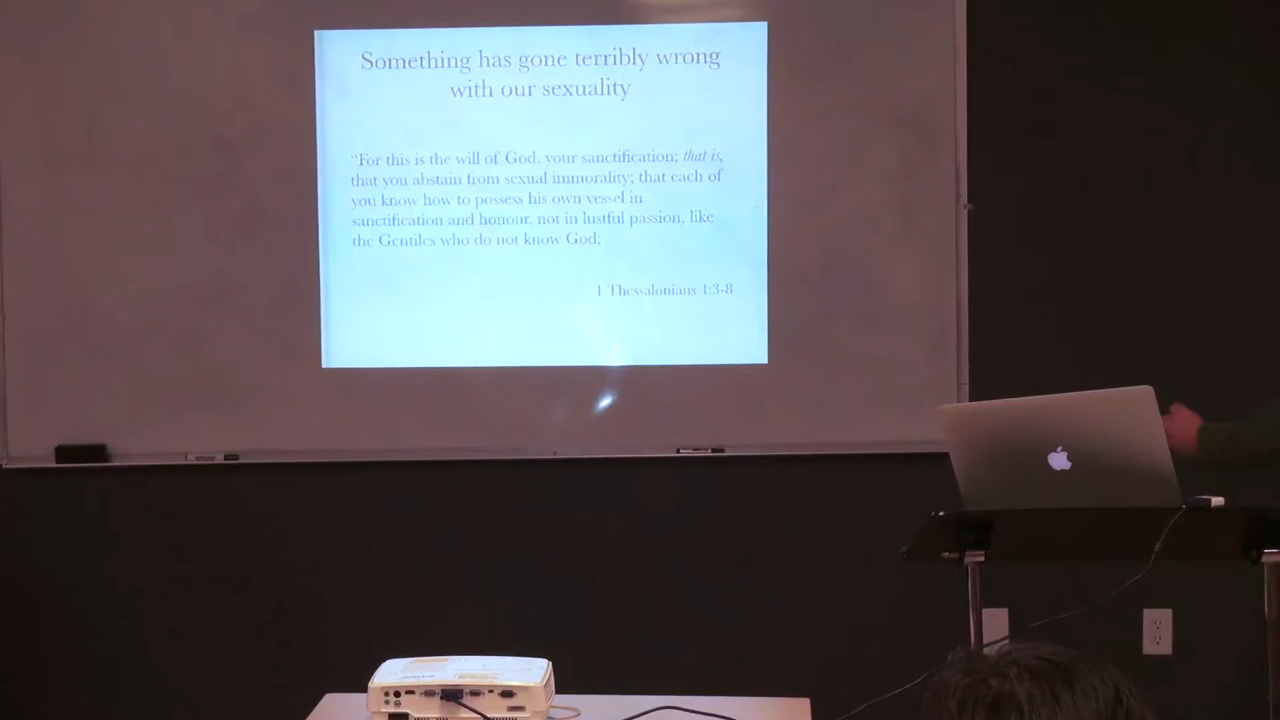 Something has gone terribly wrong
with our sexuality
“For this is the will of God, your sanctification; that is,
that you abstain from sexual immorality; that each of
you know how to possess his own vessel in
sanctification and honour, not in lustful passion, like
the Gentiles who do not know God;
1 Thessalonians 4:3-8